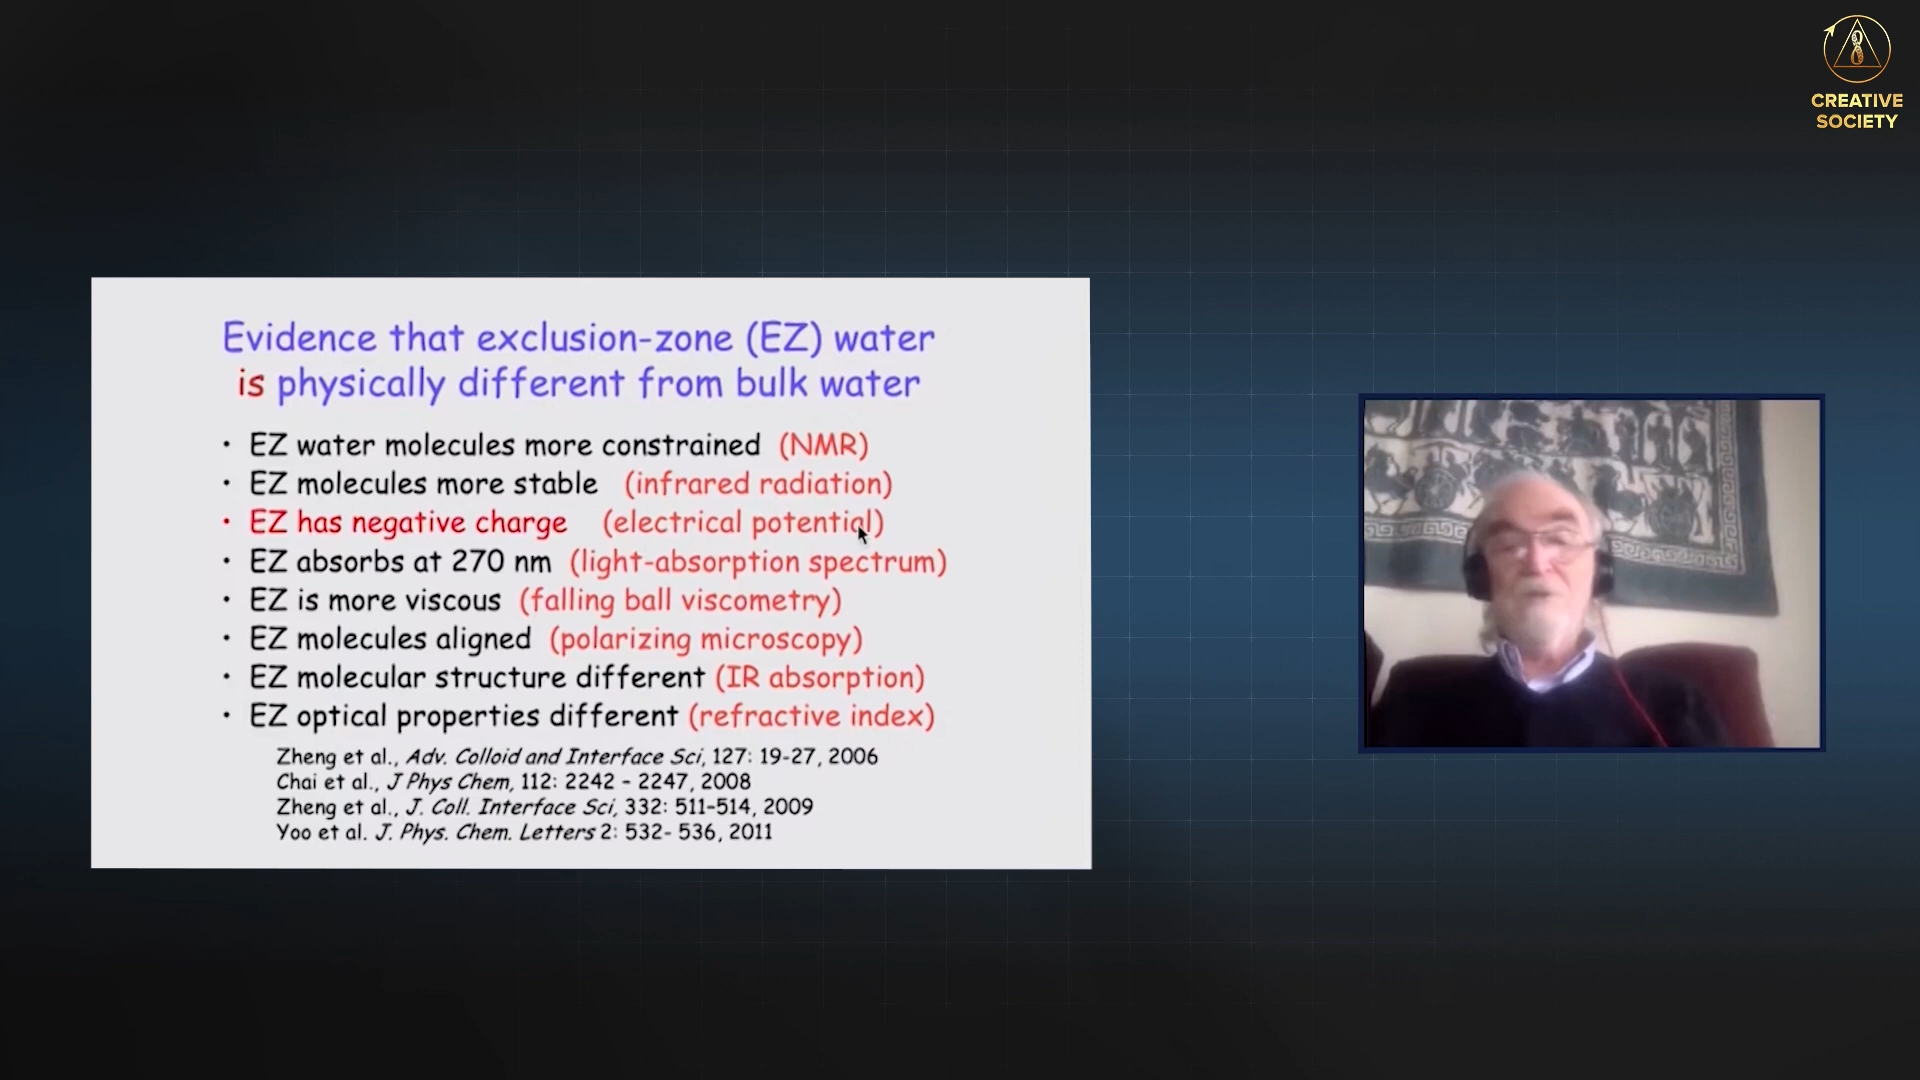 CREATIVE
SOCIETY
Evidence that exclusion-zone (EZ) water
is physically different from bulk water
• EZ water molecules more constrained (NMR)
• EZ molecules more stable (infrared radiation)
• EZ has negative charge (electrical potential)
• EZ absorbs at 270 nm (light-absorption spectrum)
• EZ is more viscous (falling ball viscometry)
• EZ molecules aligned (polarizing microscopy)
• EZ molecular structure different (IR absorption)
• EZ optical properties different (refractive index)
Zheng et al., Adv. Colloid and Interface Sci, 127: 19-27, 2006
Chai et al., J Phys Chem, 112: 2242 - 2247, 2008
Zheng et al., J. Coll. Interface Sci, 332: 511-514, 2009
Yoo et al. J. Phys. Chem. Letters 2: 532- 536, 2011